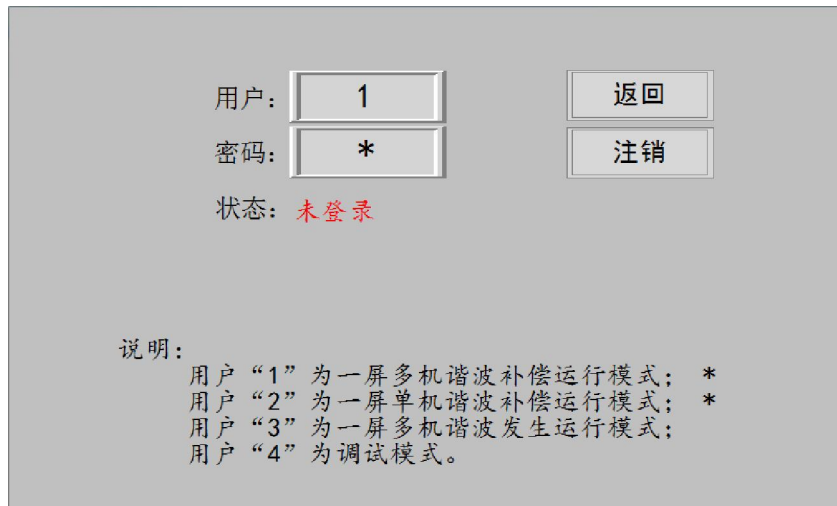 用户： 1 返回
密码： * 注销
状态：未登录
说明：
用户“1”为一屏多机谐波补偿运行模式； *
用户“2”为一屏单机谐波补偿运行模式； *
用户“3”为一屏多机谐波发生运行模式；
用户“4”为调试模式。